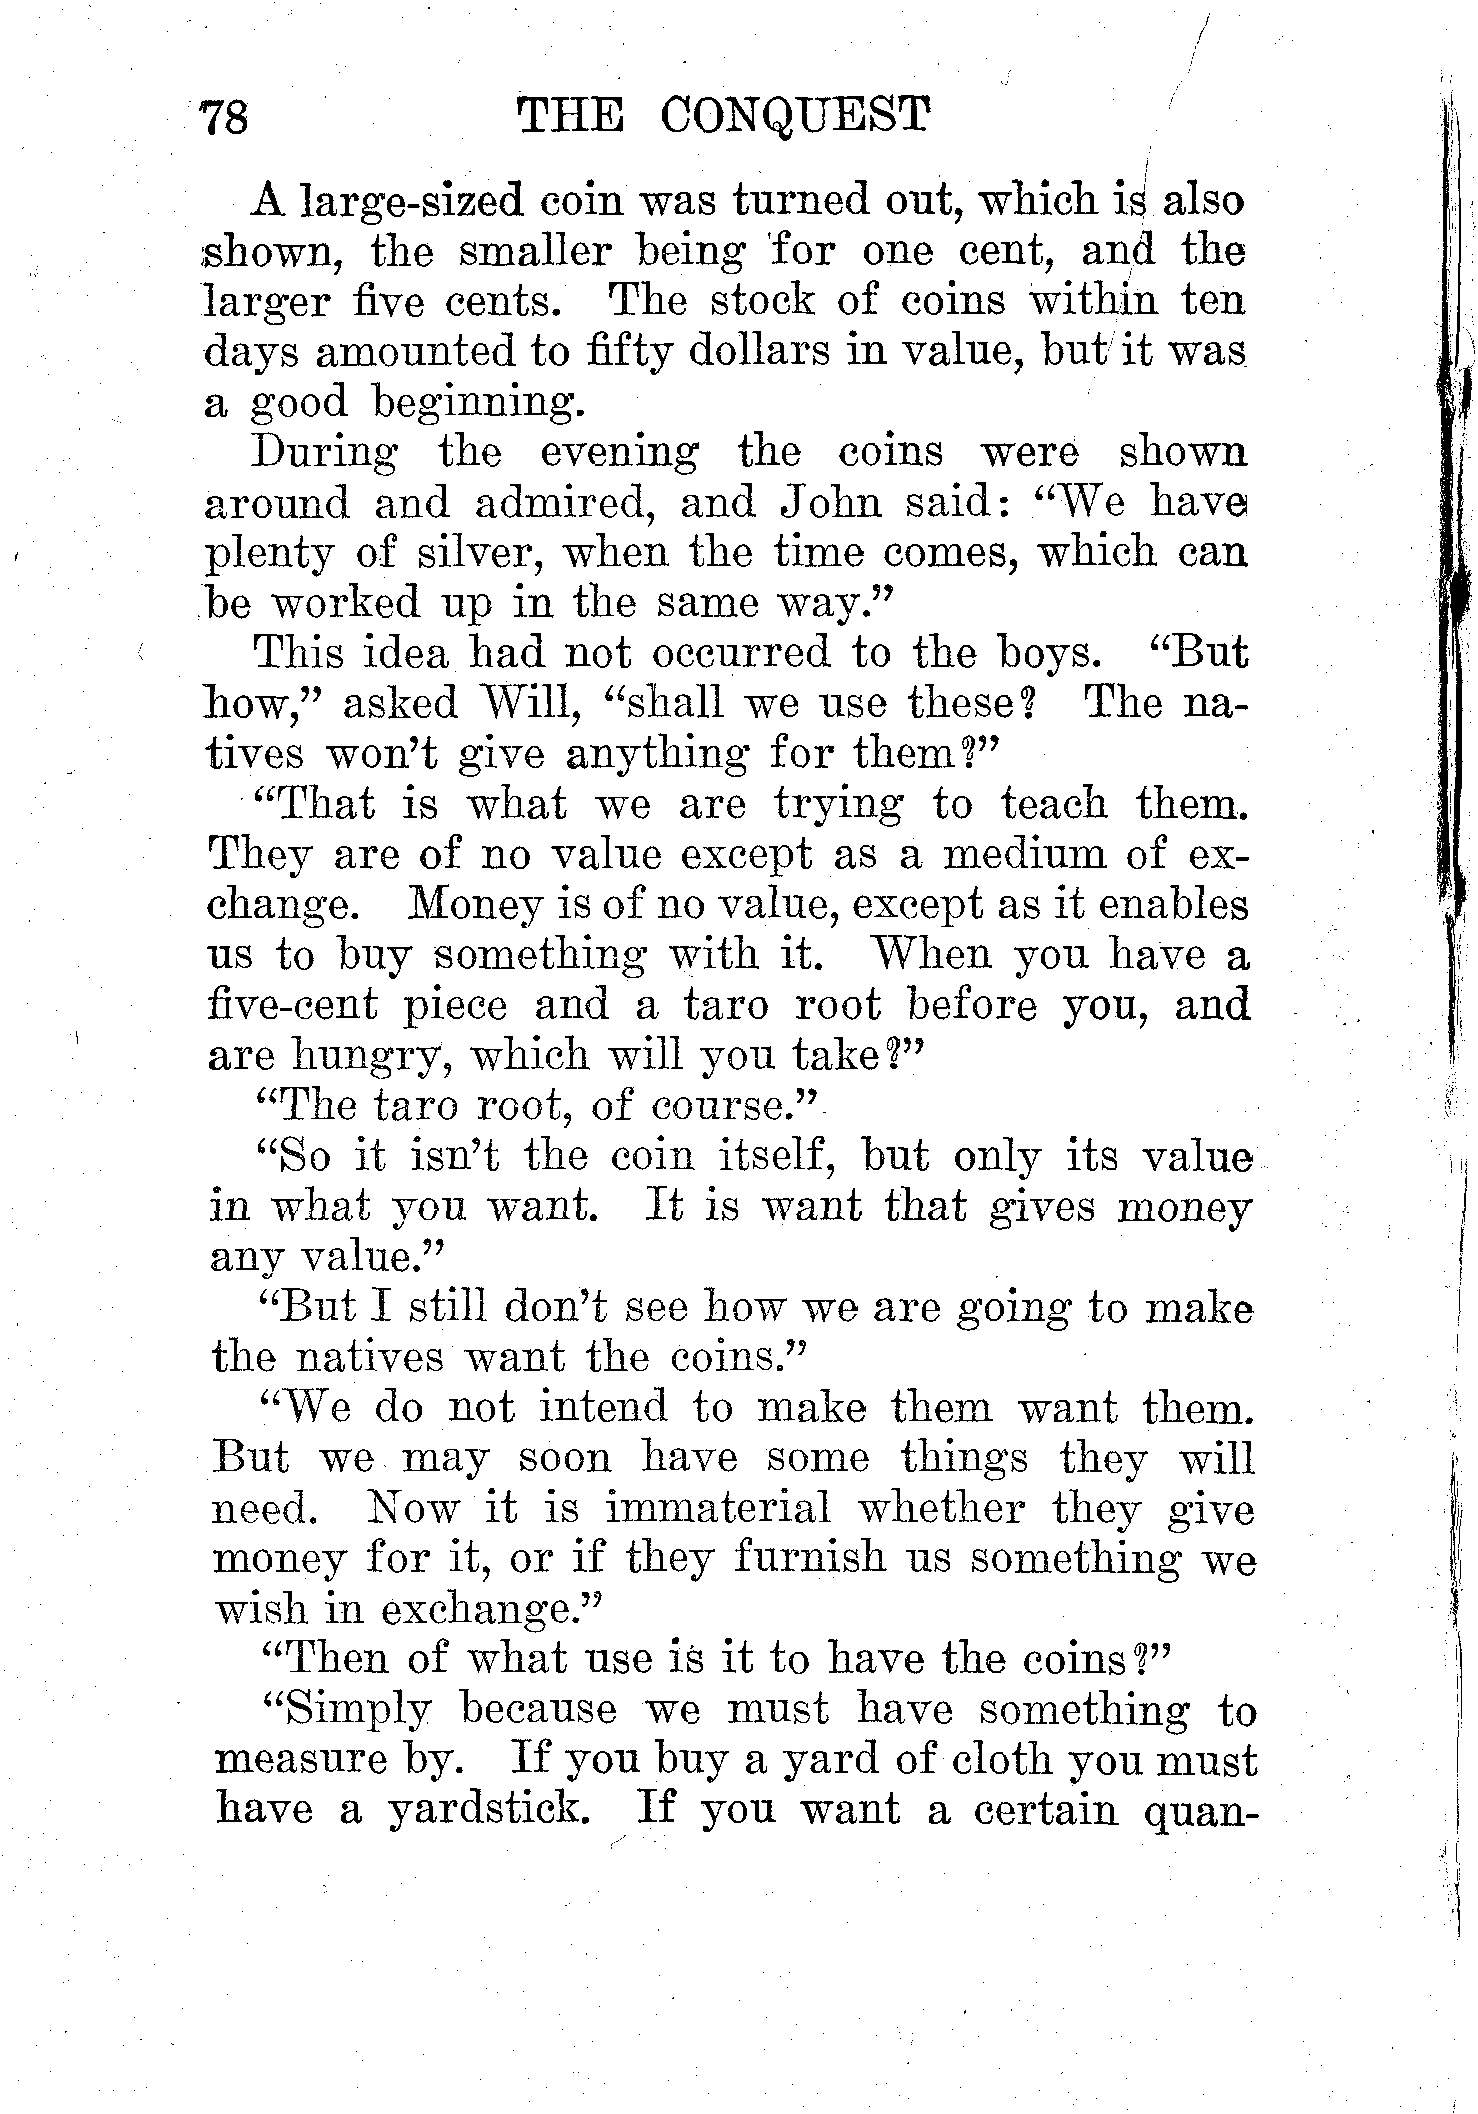 78 THE CONQUEST
A large-sized coin was turned out, which is also
shown, the smaller being for one cent, and the
larger five cents. The stock of coins within ten
days amounted to fifty dollars in value, but it was
a good beginning.
During the evening the coins were shown
around and admired, and John said: “We have
plenty of silver, when the time comes, which can
be worked up in the same way.”
This idea had not occurred to the boys. “But
how,” asked Will, “shall we use these? The na-
tives won’t give anything for them?”
“That is what we are trying to teach them.
They are of no value except as a medium of ex-
change. Money is of no value, except as it enables
us to buy something with it. When you have a
five-cent piece and a taro root before you, and
are hungry, which will you take?”
“The taro root, of course.”
“So it isn’t the coin itself, but only its value
in what you want. It is want that gives money
any value.”
“But I still don’t see how we are going to make
the natives want the coins.”
“We do not intend to make them want them.
But we may soon have some things they will
need. Now it is immaterial whether they give
money for it, or if they furnish us something we
wish in exchange.”
“Then of what use is it to have the coins?”
“Simply because we must have something to
measure by. If you buy a yard of cloth you must
have a yardstick. If you want a certain quan-